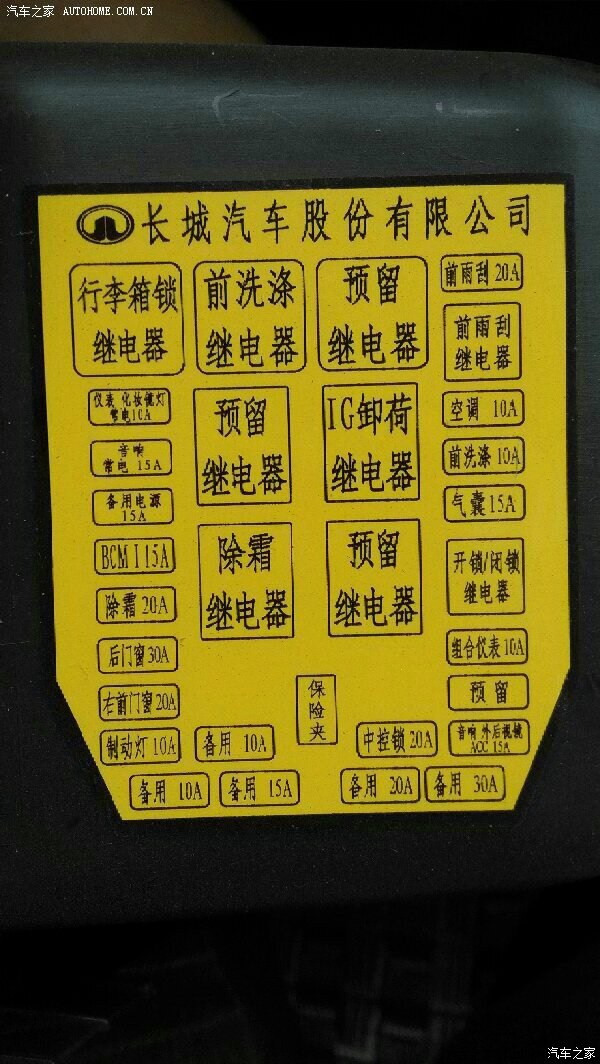 汽车之家 AUTOHOME.COM.CN
长城汽车股份有限公司
行李箱锁
继电器
前洗涤
继电器
预留
继电器
前雨刮 20A
前雨刮
继电器
仪表 化妆镜灯
常电10A
预留
继电器
IG卸荷
继电器
空调 10A
音响
常电 15A
前洗涤 10A
备用电源
15A
气囊 15A
BCM I 15A
除霜
继电器
预留
继电器
开锁/闭锁
继电器
除霜 20A
后门窗30A
组合仪表 10A
右前门窗20A
保
险
夹
预留
制动灯 10A
备用 10A
中控锁 20A
音响 外后视镜
ACC 15A
备用 10A
备用 15A
备用 20A
备用 30A
汽车之家